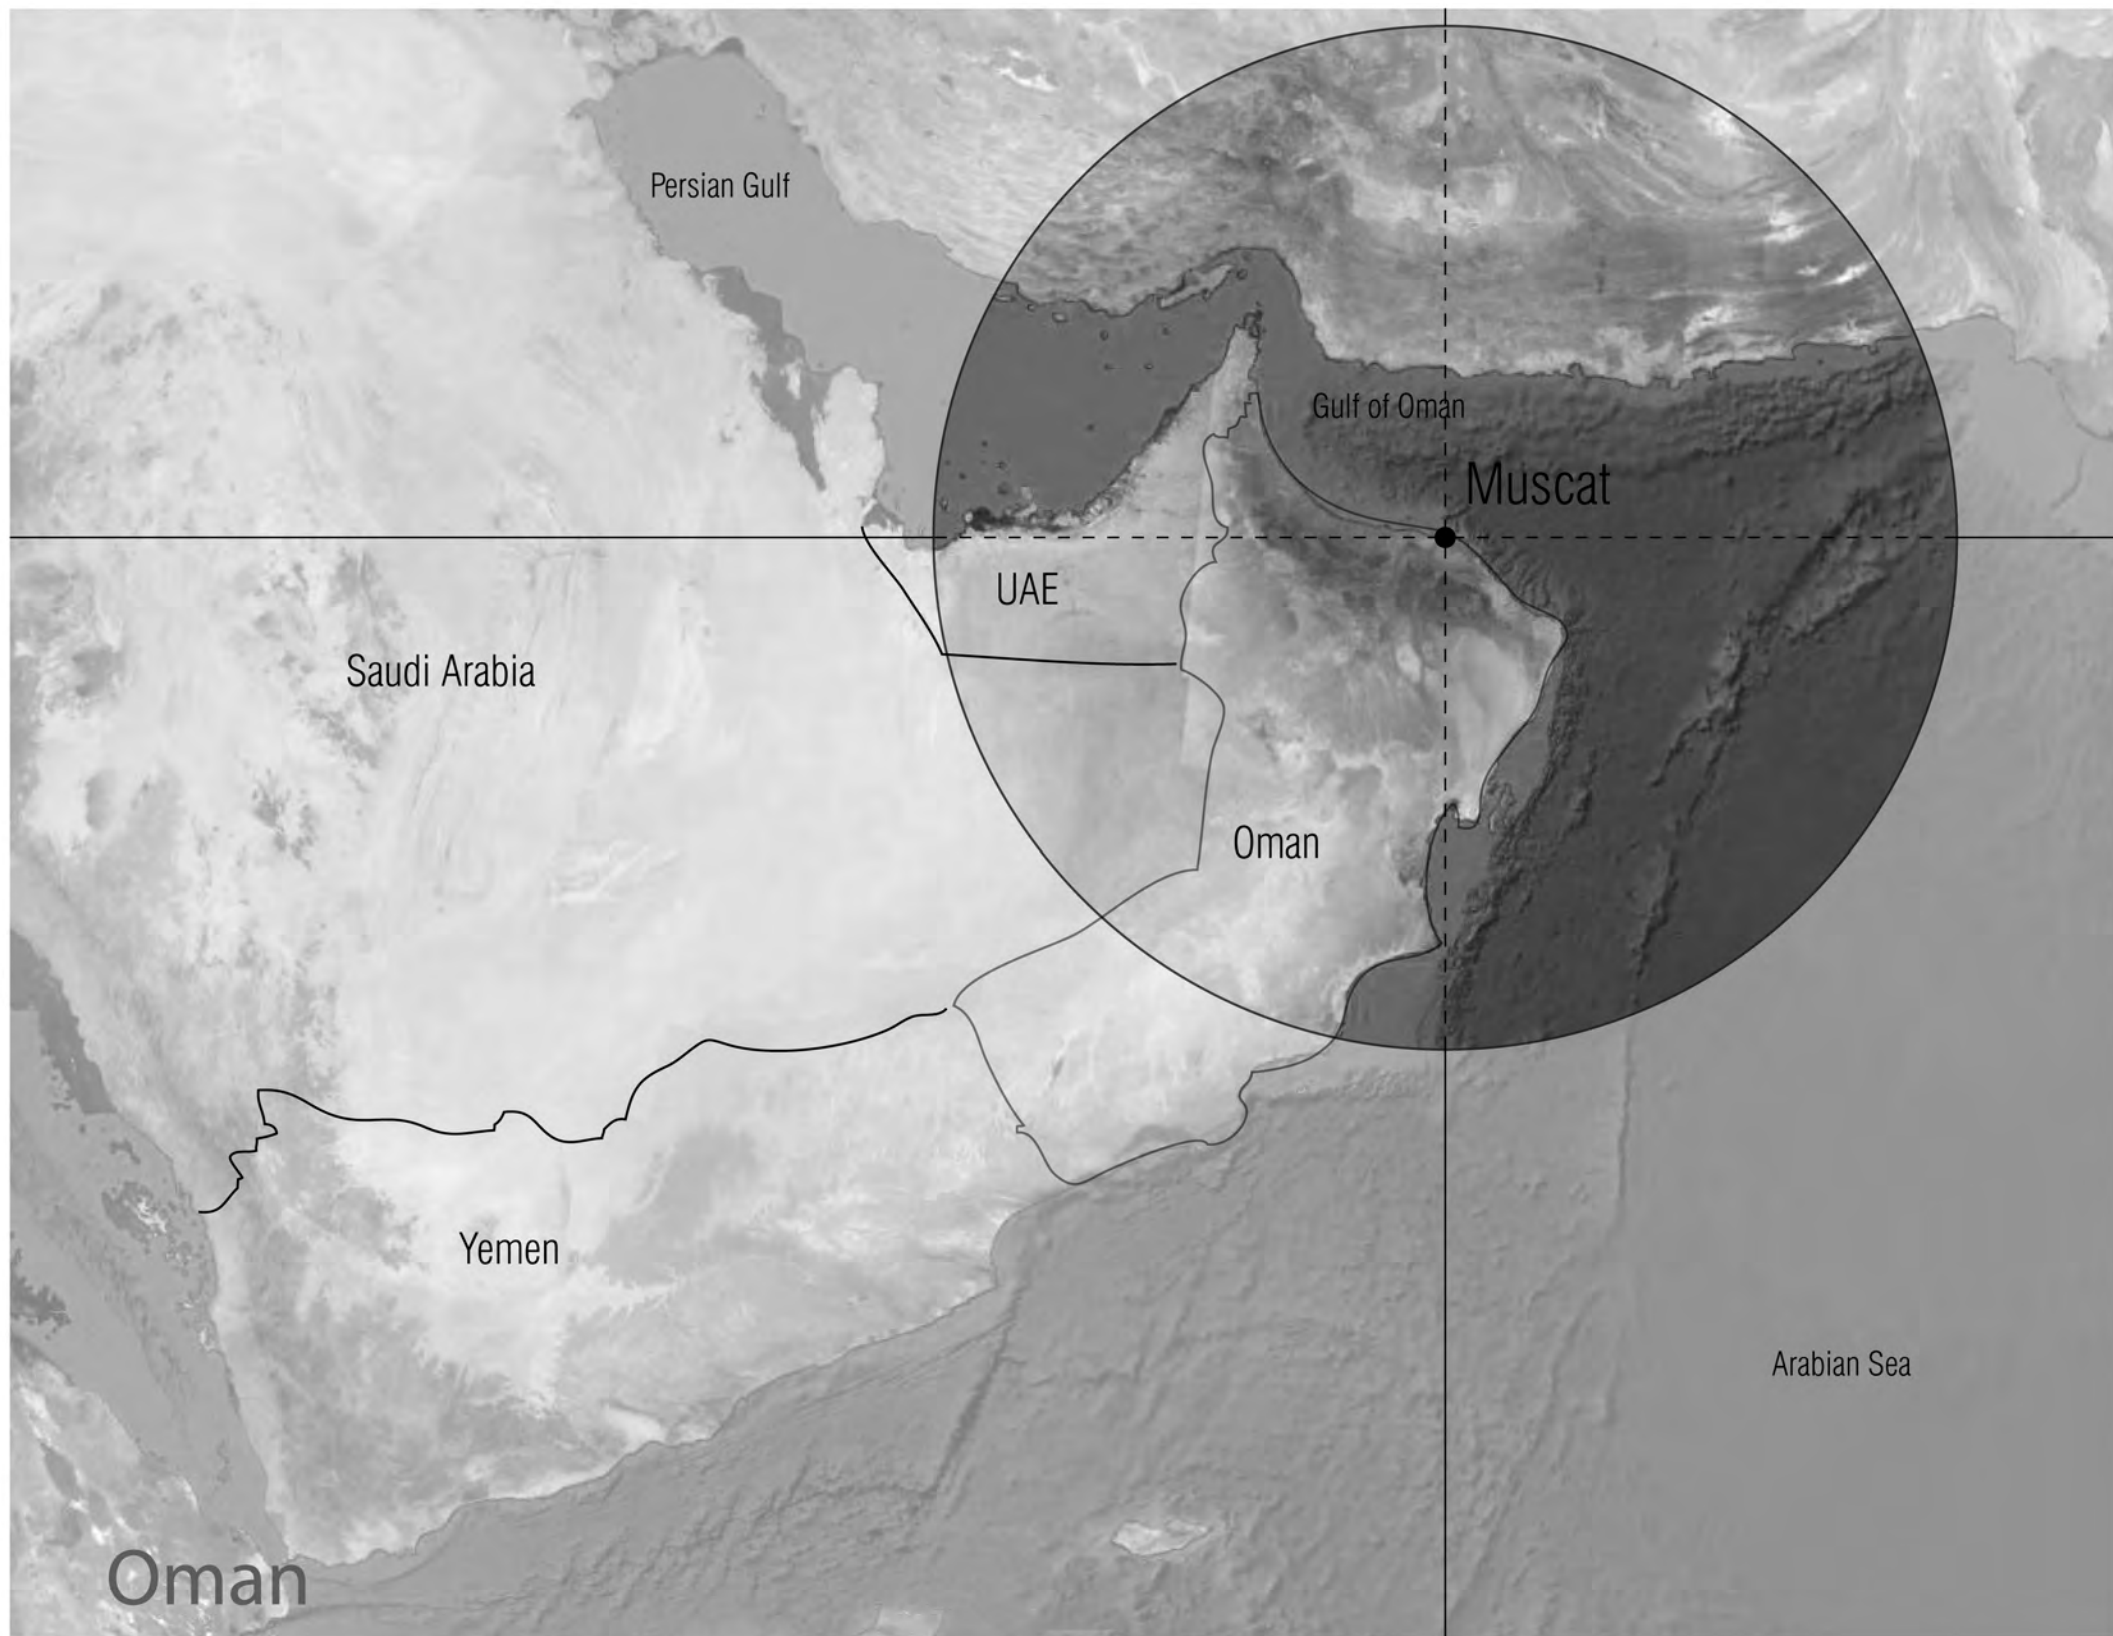 Persian Gulf
Gulf of Oman
Muscat
UAE
Saudi Arabia
Oman
Yemen
Arabian Sea
Oman